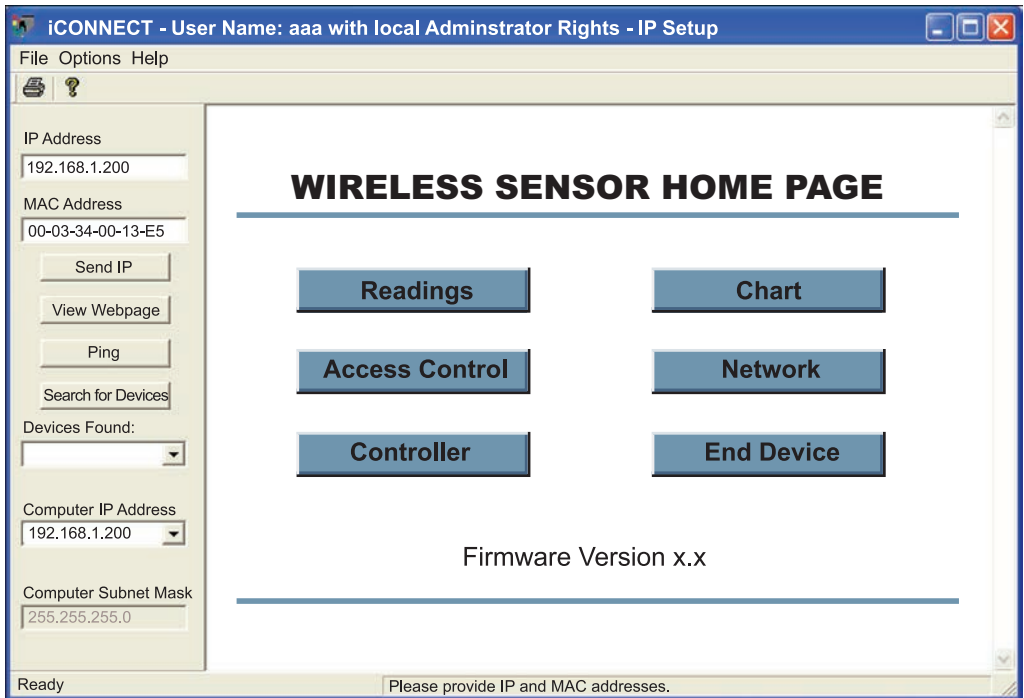 iCONNECT - User Name: aaa with local Adminstrator Rights - IP Setup
File Options Help
IP Address
192.168.1.200
MAC Address
00-03-34-00-13-E5
Send IP
View Webpage
Ping
Search for Devices
Devices Found:
Computer IP Address
192.168.1.200
Computer Subnet Mask
255.255.255.0
WIRELESS SENSOR HOME PAGE
Readings
Chart
Access Control
Network
Controller
End Device
Firmware Version x.x
Ready
Please provide IP and MAC addresses.